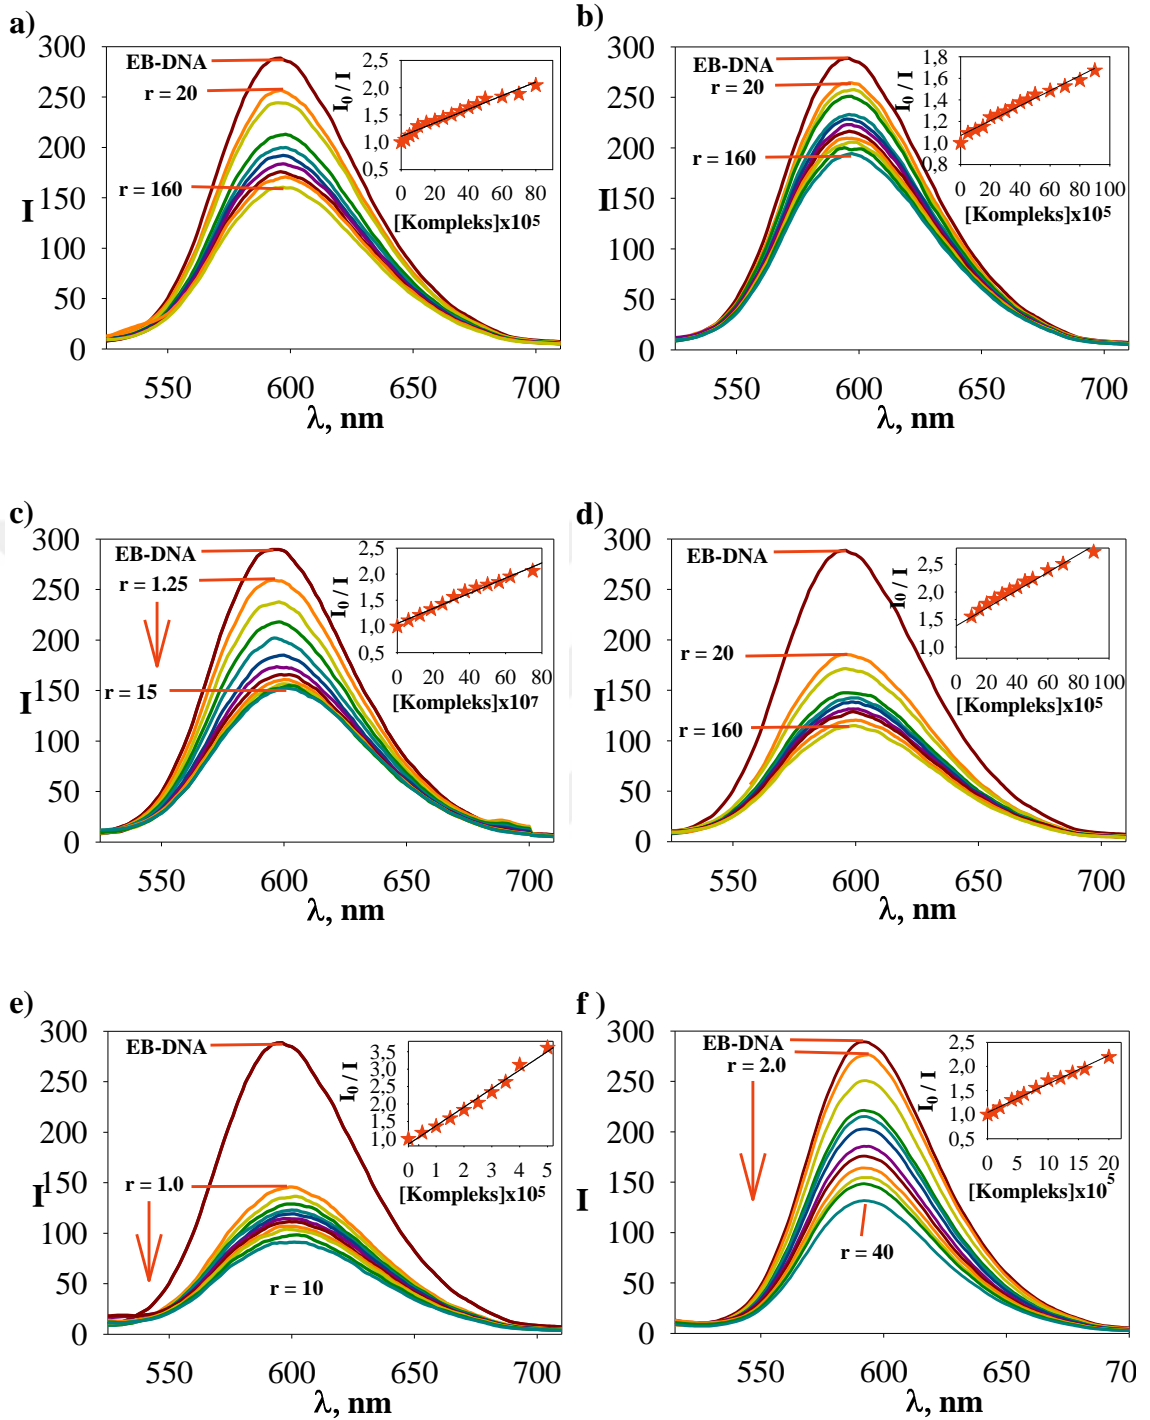 a)
300
250
200
150
100
50
0
I
EB-DNA
r = 20
r = 160
550 600 650 700
λ, nm
I₀ / I
2,5
2,0
1,5
1,0
0,5
0 20 40 60 80
[Kompleks]x10⁵
b)
300
250
200
150
100
50
0
I
EB-DNA
r = 20
r = 160
550 600 650 700
λ, nm
I₀ / I
1,8
1,6
1,4
1,2
1,0
0,8
0 20 40 60 80 100
[Kompleks]x10⁵
c)
300
250
200
150
100
50
0
I
EB-DNA
r = 1.25
r = 15
550 600 650 700
λ, nm
I₀ / I
2,5
2,0
1,5
1,0
0,5
0 20 40 60 80
[Kompleks]x10⁷
d)
300
250
200
150
100
50
0
I
EB-DNA
r = 20
r = 160
550 600 650 700
λ, nm
I₀ / I
2,5
2,0
1,5
1,0
0 20 40 60 80 100
[Kompleks]x10⁵
e)
300
250
200
150
100
50
0
I
EB-DNA
r = 1.0
r = 10
550 600 650 700
λ, nm
I₀ / I
3,5
3,0
2,5
2,0
1,5
1,0
0 1 2 3 4 5
[Kompleks]x10⁵
f )
300
250
200
150
100
50
0
I
EB-DNA
r = 2.0
r = 40
550 600 650 70
λ, nm
I₀ / I
2,5
2,0
1,5
1,0
0,5
0 5 10 15 20
[Kompleks]x10⁵